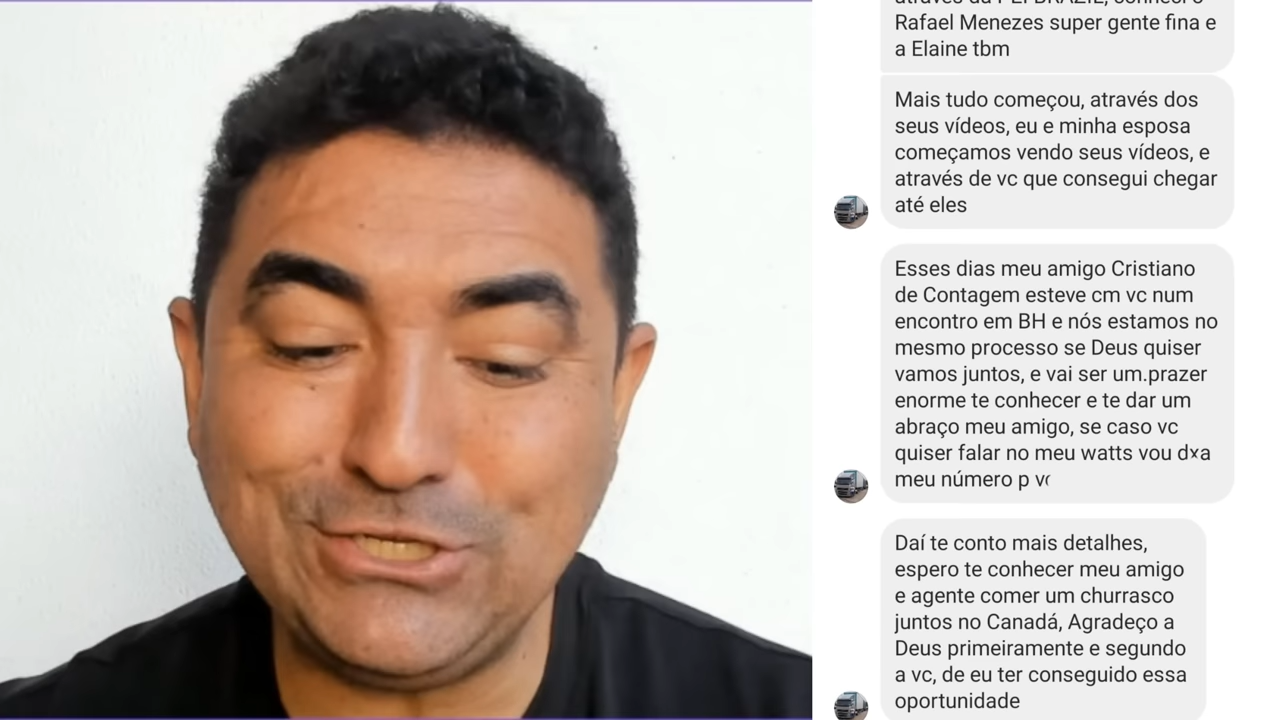 Rafael Menezes super gente fina e
a Elaine tbm
Mais tudo começou, através dos
seus vídeos, eu e minha esposa
começamos vendo seus vídeos, e
através de vc que consegui chegar
até eles
Esses dias meu amigo Cristiano
de Contagem esteve cm vc num
encontro em BH e nós estamos no
mesmo processo se Deus quiser
vamos juntos, e vai ser um.prazer
enorme te conhecer e te dar um
abraço meu amigo, se caso vc
quiser falar no meu watts vou dxa
meu número p vc
Daí te conto mais detalhes,
espero te conhecer meu amigo
e agente comer um churrasco
juntos no Canadá, Agradeço a
Deus primeiramente e segundo
a vc, de eu ter conseguido essa
oportunidade